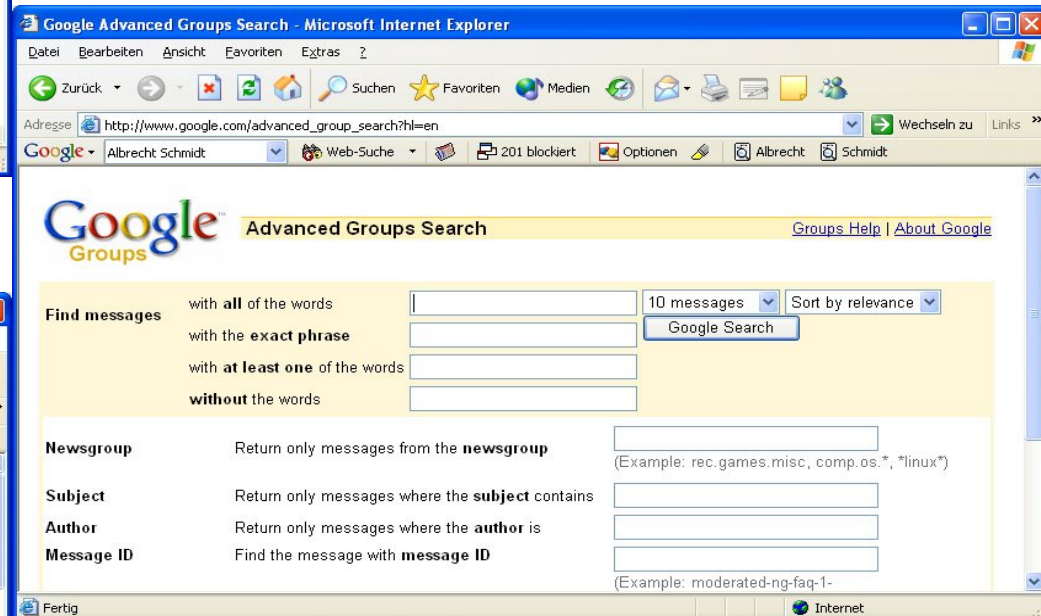 Google Advanced Groups Search - Microsoft Internet Explorer
Datei Bearbeiten Ansicht Favoriten Extras ?
Zurück Suchen Favoriten Medien
Adresse http://www.google.com/advanced_group_search?hl=en Wechseln zu Links »
Google Albrecht Schmidt Web-Suche 201 blockiert Optionen Albrecht Schmidt
Google™ Groups Advanced Groups Search Groups Help | About Google
Find messages with all of the words 10 messages Sort by relevance
with the exact phrase Google Search
with at least one of the words
without the words
Newsgroup Return only messages from the newsgroup
(Example: rec.games.misc, comp.os.*, *linux*)
Subject Return only messages where the subject contains
Author Return only messages where the author is
Message ID Find the message with message ID
(Example: moderated-ng-faq-1-
Fertig Internet